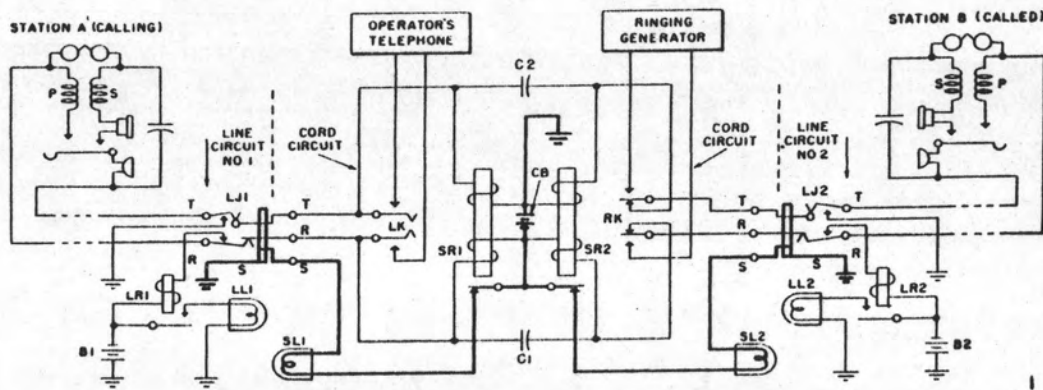 STATION A (CALLING)
OPERATOR'S
TELEPHONE
RINGING
GENERATOR
STATION B (CALLED)
P
S
C2
S
P
LINE
CIRCUIT
NO 1
CORD
CIRCUIT
CORD
CIRCUIT
LINE
CIRCUIT
NO 2
CB
LJ1
T
T
LK
RK
T
LJ2
T
R
R
R
R
SR1
SR2
S
S
S
S
LR1
LL1
LL2
LR2
B1
SL1
C1
SL2
B2
1